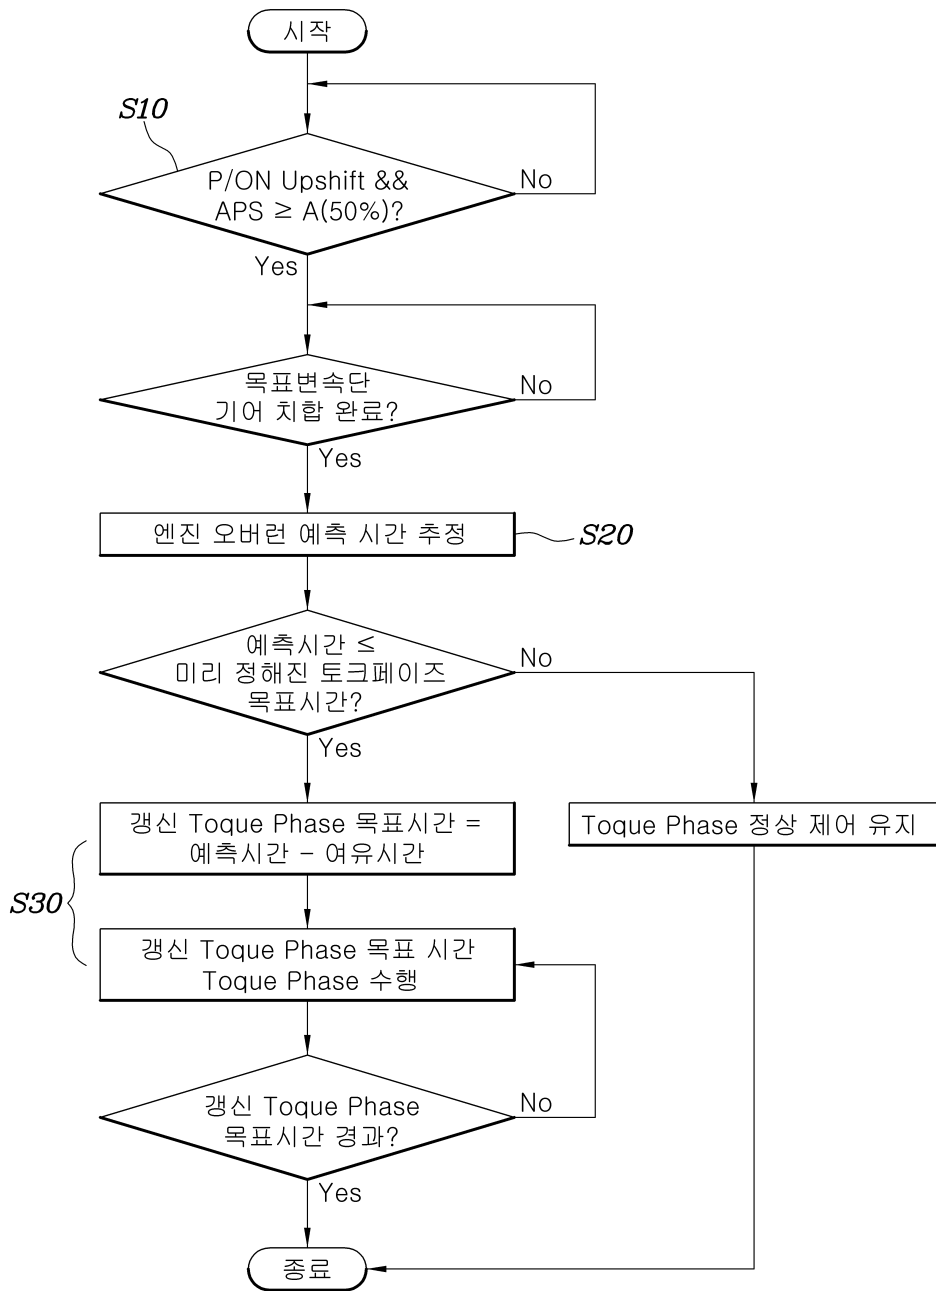 시작
S10
P/ON Upshift &&
APS ≥ A(50%)?
No
Yes
목표변속단
기어 치합 완료?
No
Yes
엔진 오버런 예측 시간 추정
S20
예측시간 ≤
미리 정해진 토크페이즈
목표시간?
No
Yes
갱신 Toque Phase 목표시간 =
예측시간 - 여유시간
Toque Phase 정상 제어 유지
S30
갱신 Toque Phase 목표 시간
Toque Phase 수행
갱신 Toque Phase
목표시간 경과?
No
Yes
종료